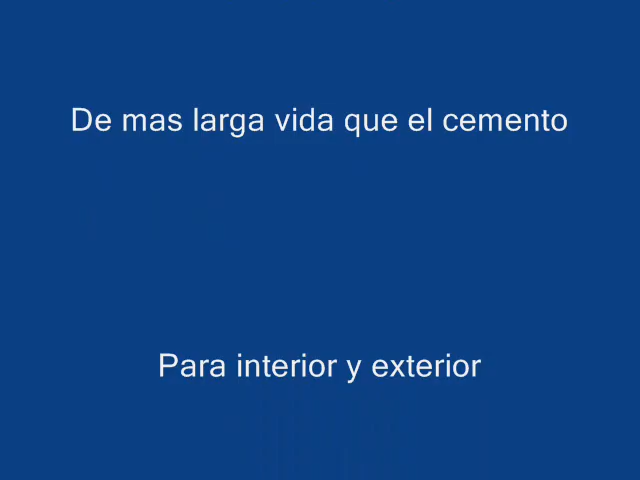 De mas larga vida que el cemento
Para interior y exterior